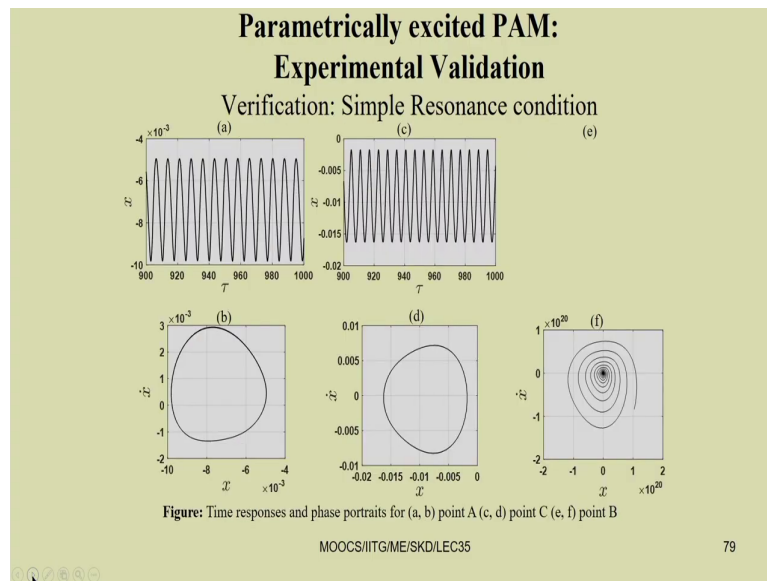 Parametrically excited PAM:
Experimental Validation
Verification: Simple Resonance condition
(a) (c) (e)
×10⁻³
-4 -6 -8 -10
x
900 920 940 960 980 1000
τ
0 -0.005 -0.01 -0.015 -0.02
x
900 920 940 960 980 1000
τ
(b) (d) (f)
×10⁻³
3 2 1 0 -1 -2
ẋ
-10 -8 -6 -4
x ×10⁻³
0.01 0.005 0 -0.005 -0.01
ẋ
-0.02 -0.015 -0.01 -0.005 0
x
×10²⁰
1 0 -1 -2
ẋ
-2 -1 0 1 2
x ×10²⁰
Figure: Time responses and phase portraits for (a, b) point A (c, d) point C (e, f) point B
MOOCS/IITG/ME/SKD/LEC35 79